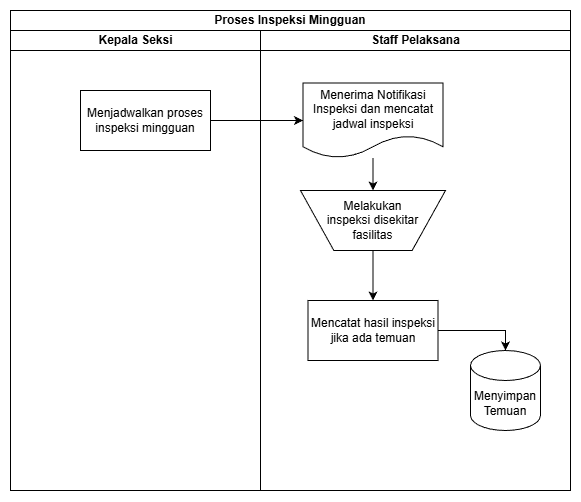 Proses Inspeksi Mingguan
Kepala Seksi
Staff Pelaksana
Menjadwalkan proses
inspeksi mingguan
Menerima Notifikasi
Inspeksi dan mencatat
jadwal inspeksi
Melakukan
inspeksi disekitar
fasilitas
Mencatat hasil inspeksi
jika ada temuan
Menyimpan
Temuan